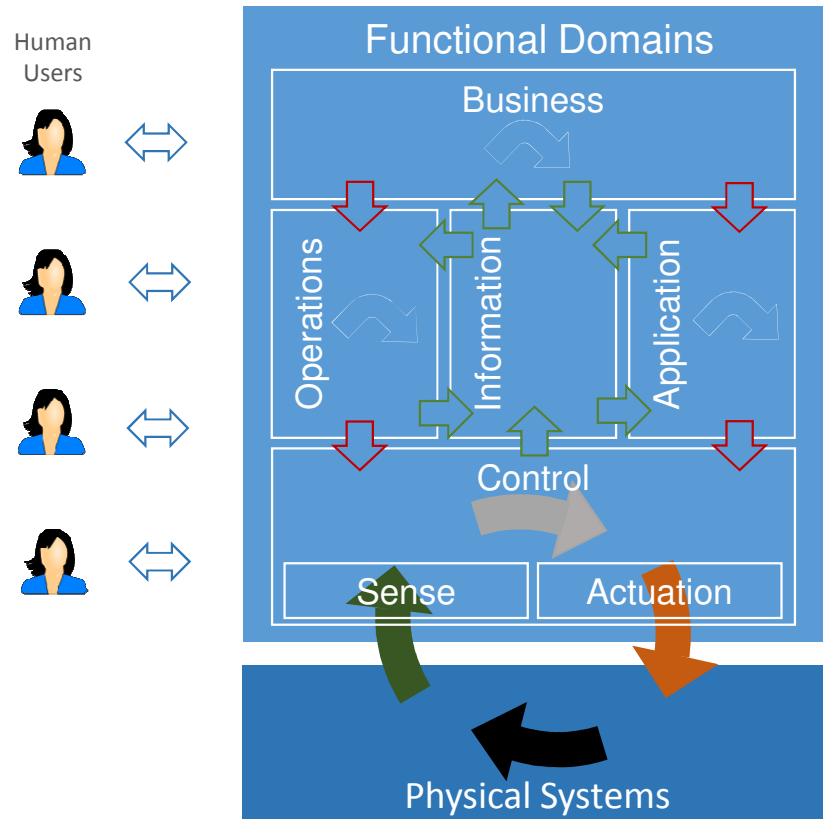 Human
Users
Functional Domains
Business
Operations
Information
Application
Control
Sense
Actuation
Physical Systems